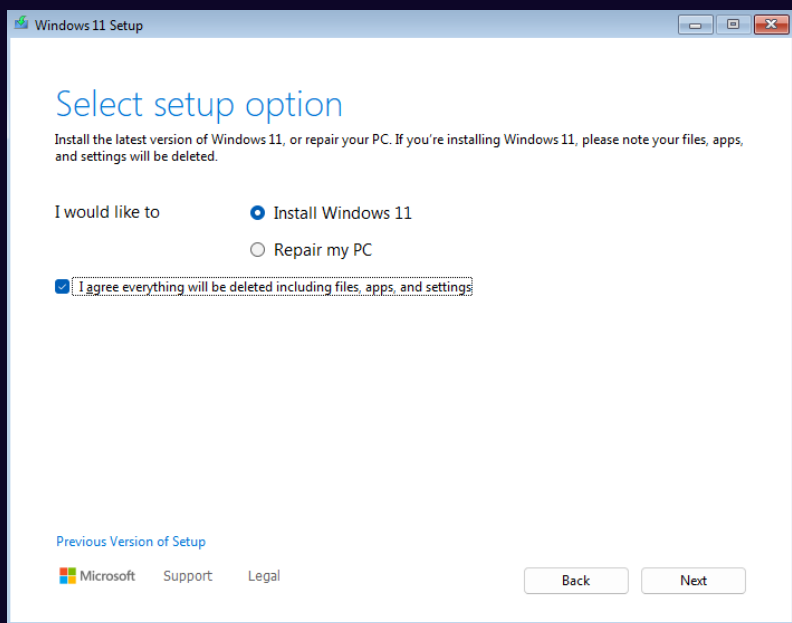 Windows 11 Setup
Select setup option
Install the latest version of Windows 11, or repair your PC. If you're installing Windows 11, please note your files, apps,
and settings will be deleted.
I would like to
Install Windows 11
Repair my PC
I agree everything will be deleted including files, apps, and settings
Previous Version of Setup
Microsoft Support Legal
Back Next